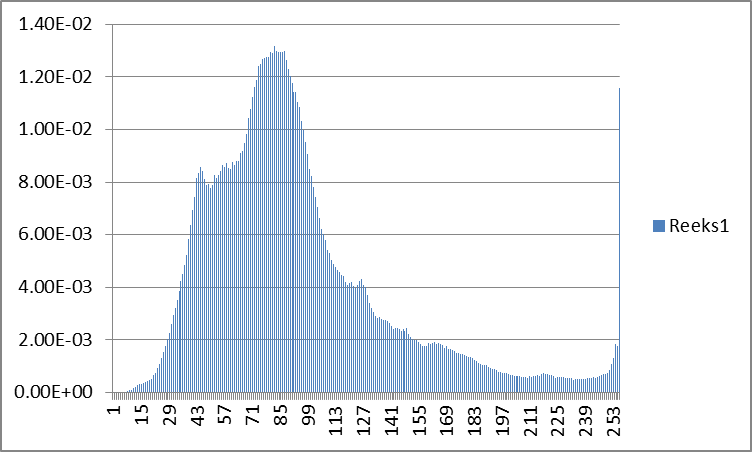 1.40E-02
1.20E-02
1.00E-02
8.00E-03
6.00E-03
4.00E-03
2.00E-03
0.00E+00
1 15 29 43 57 71 85 99 113 127 141 155 169 183 197 211 225 239 253
Reeks1